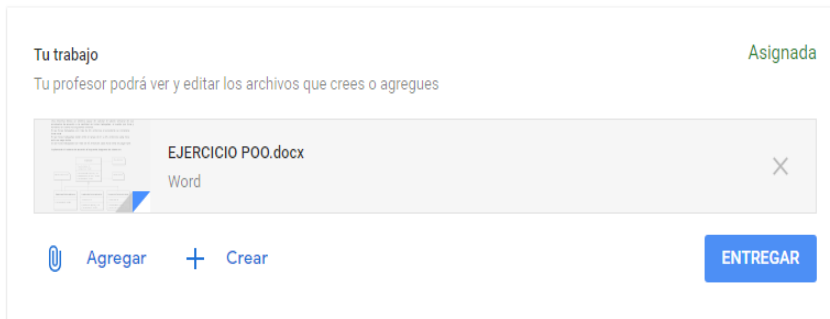 Tu trabajo
Asignada
Tu profesor podrá ver y editar los archivos que crees o agregues
EJERCICIO POO.docx
Word
Agregar
Crear
ENTREGAR